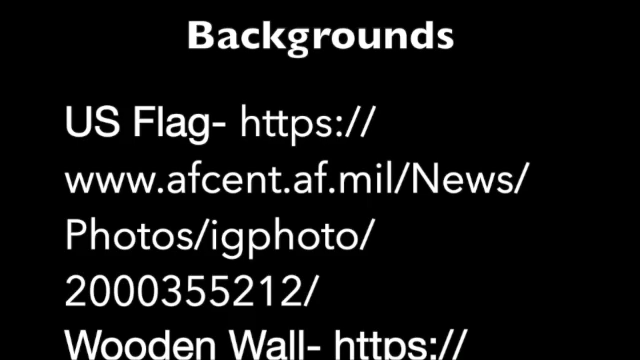 Backgrounds
US Flag- https://
www.afcent.af.mil/News/
Photos/igphoto/
2000355212/
Wooden Wall- https://